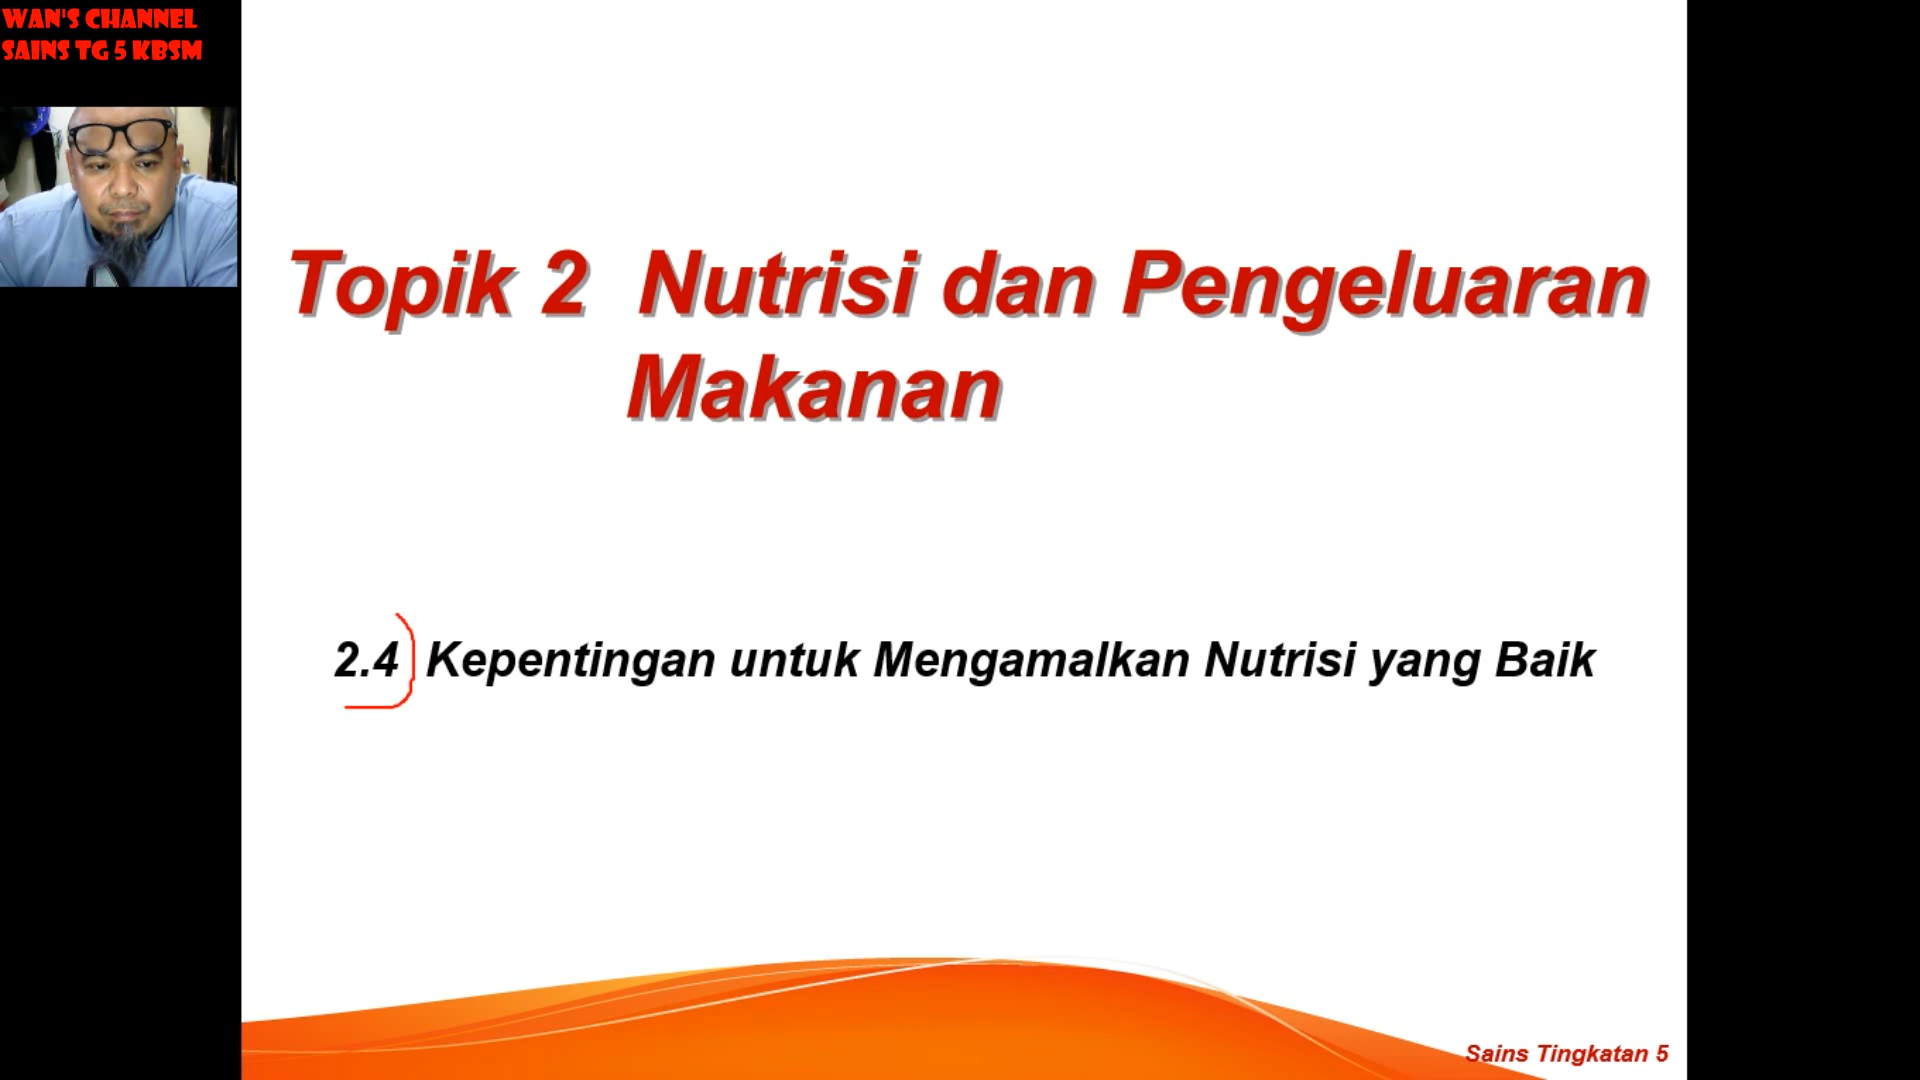 WAN'S CHANNEL
SAINS TG 5 KBSM
Topik 2 Nutrisi dan Pengeluaran
Makanan
2.4 Kepentingan untuk Mengamalkan Nutrisi yang Baik
Sains Tingkatan 5